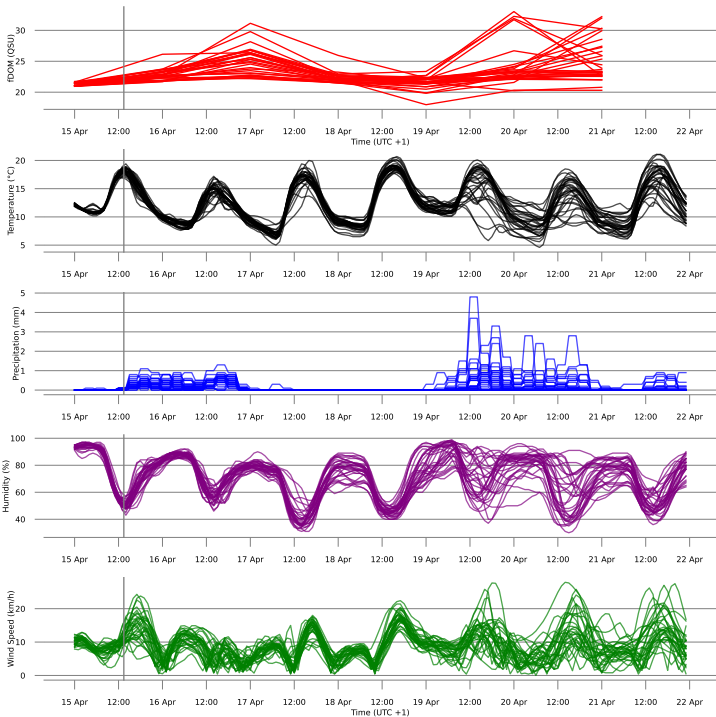 30
25
20
fDOM (QSU)
15 Apr 12:00 16 Apr 12:00 17 Apr 12:00 18 Apr 12:00 19 Apr 12:00 20 Apr 12:00 21 Apr 12:00 22 Apr
Time (UTC +1)
20
15
10
5
Temperature (°C)
15 Apr 12:00 16 Apr 12:00 17 Apr 12:00 18 Apr 12:00 19 Apr 12:00 20 Apr 12:00 21 Apr 12:00 22 Apr
5
4
3
2
1
0
Precipitation (mm)
15 Apr 12:00 16 Apr 12:00 17 Apr 12:00 18 Apr 12:00 19 Apr 12:00 20 Apr 12:00 21 Apr 12:00 22 Apr
100
80
60
40
Humidity (%)
15 Apr 12:00 16 Apr 12:00 17 Apr 12:00 18 Apr 12:00 19 Apr 12:00 20 Apr 12:00 21 Apr 12:00 22 Apr
20
10
0
Wind Speed (km/h)
15 Apr 12:00 16 Apr 12:00 17 Apr 12:00 18 Apr 12:00 19 Apr 12:00 20 Apr 12:00 21 Apr 12:00 22 Apr
Time (UTC +1)